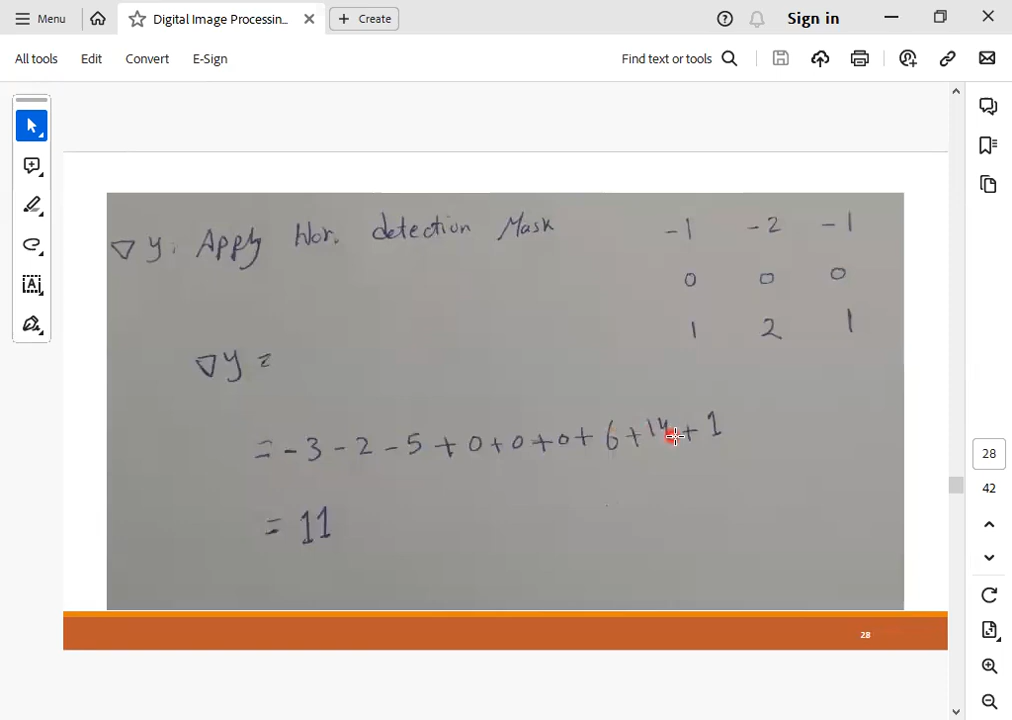 Menu
Digital Image Processin...
Create
Sign in
All tools
Edit
Convert
E-Sign
Find text or tools
∇ y: Apply Hor. detection Mask
-1 -2 -1
0 0 0
1 2 1
∇y =
= -3 -2 -5 +0+0+0+ 6 +14+ 1
= 11
28
28
42